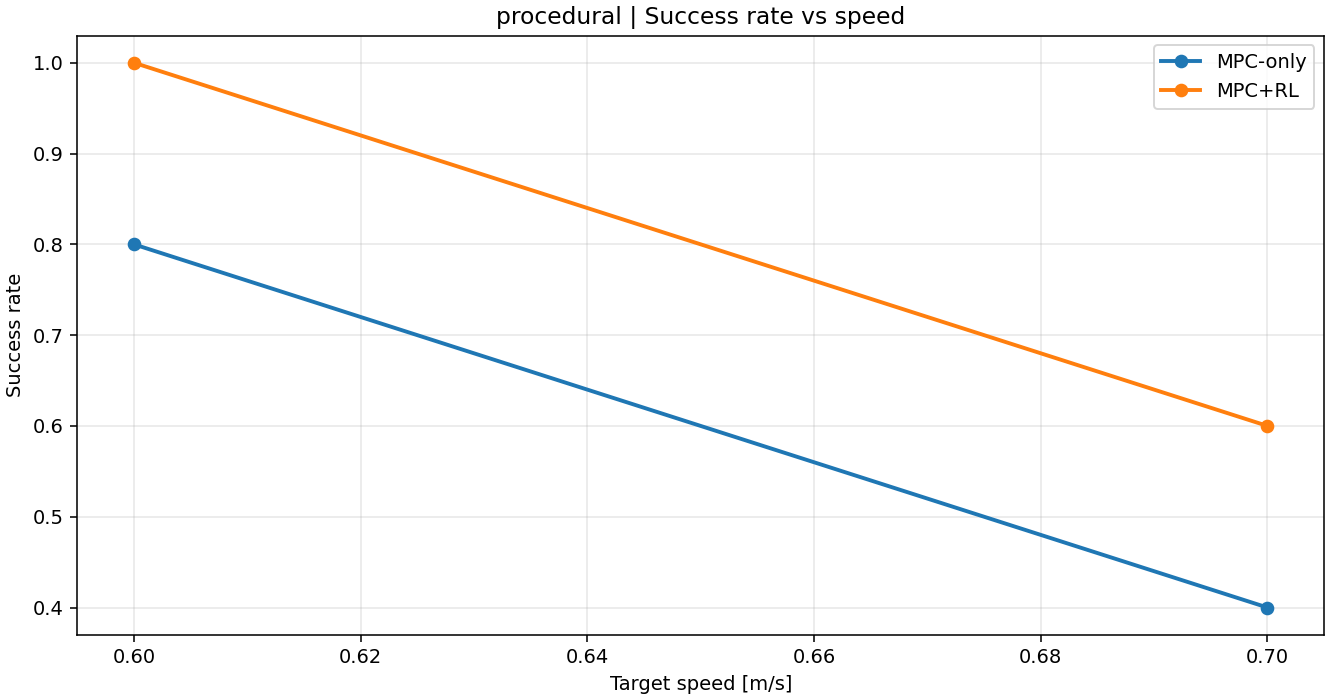 procedural | Success rate vs speed
MPC-only
MPC+RL
Success rate
1.0
0.9
0.8
0.7
0.6
0.5
0.4
0.60 0.62 0.64 0.66 0.68 0.70
Target speed [m/s]